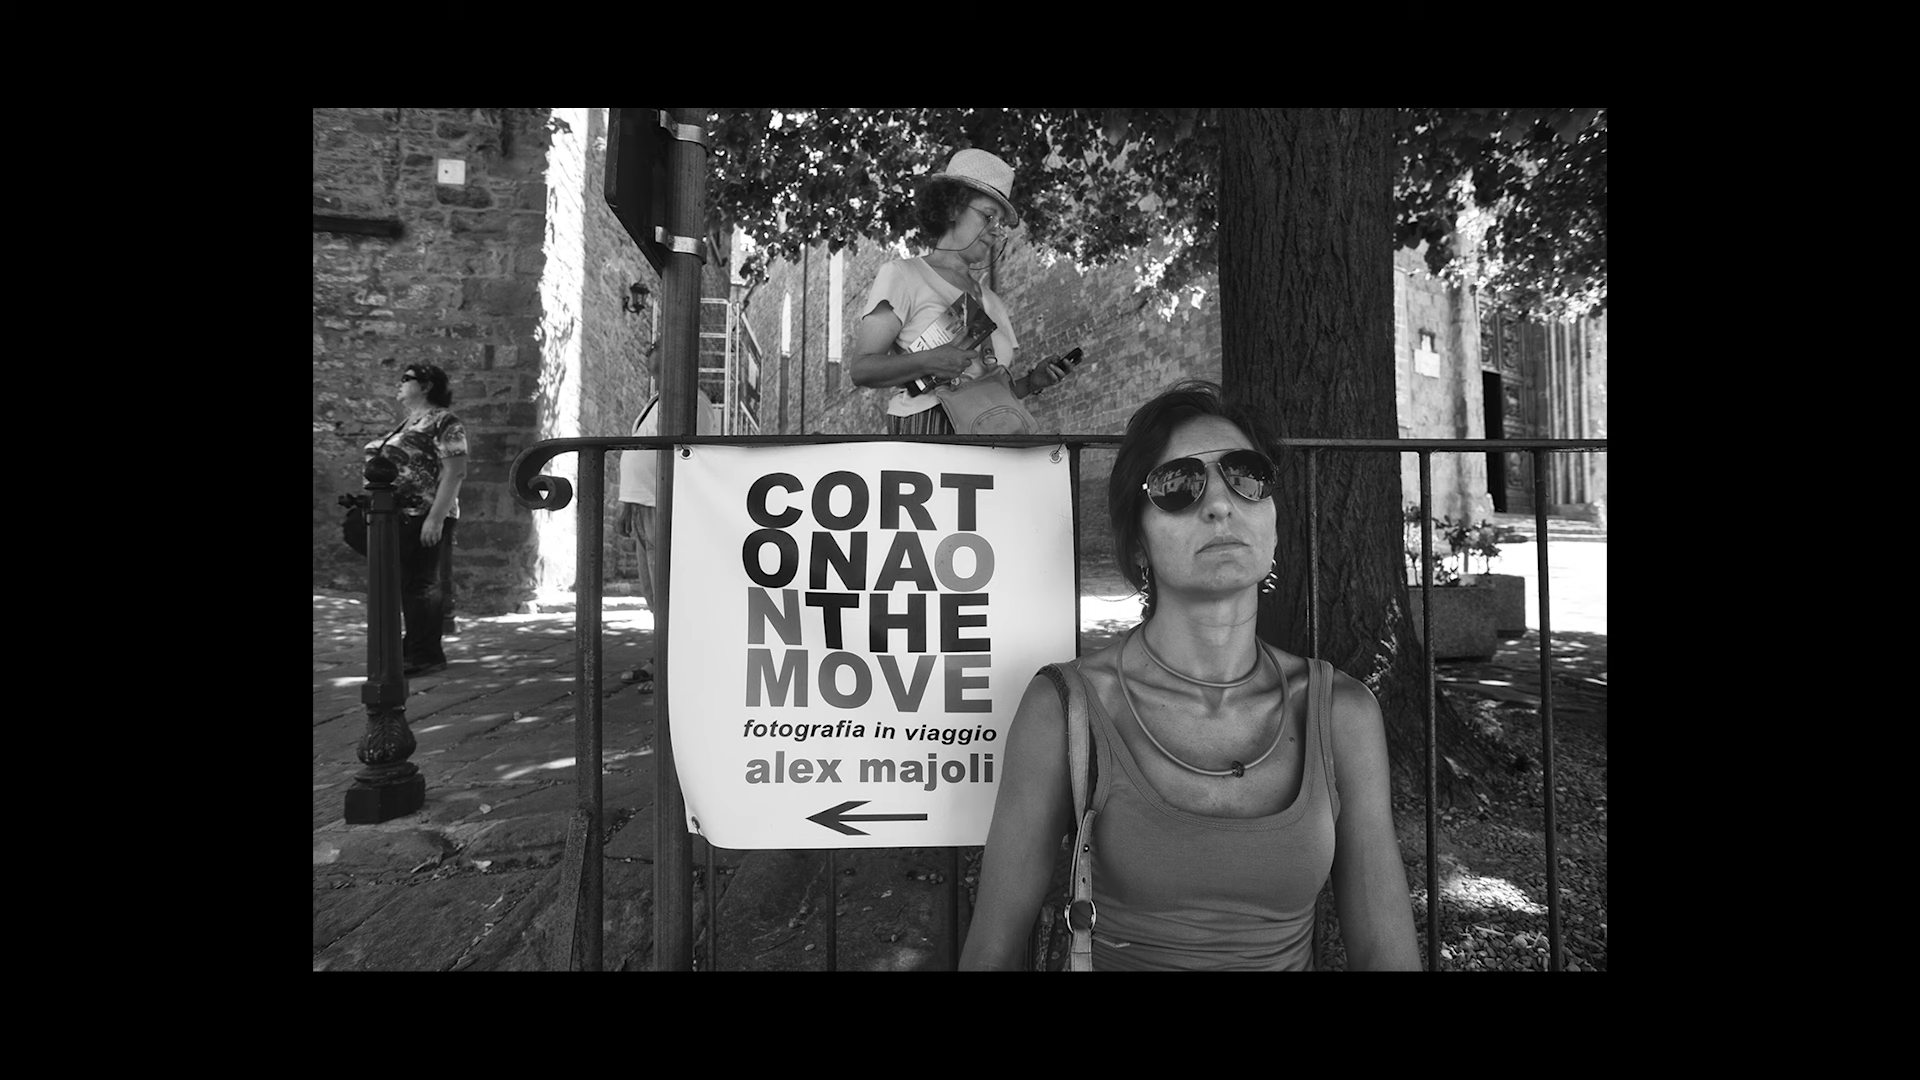 CORT
ONAO
NTHE
MOVE
fotografia in viaggio
alex majoli